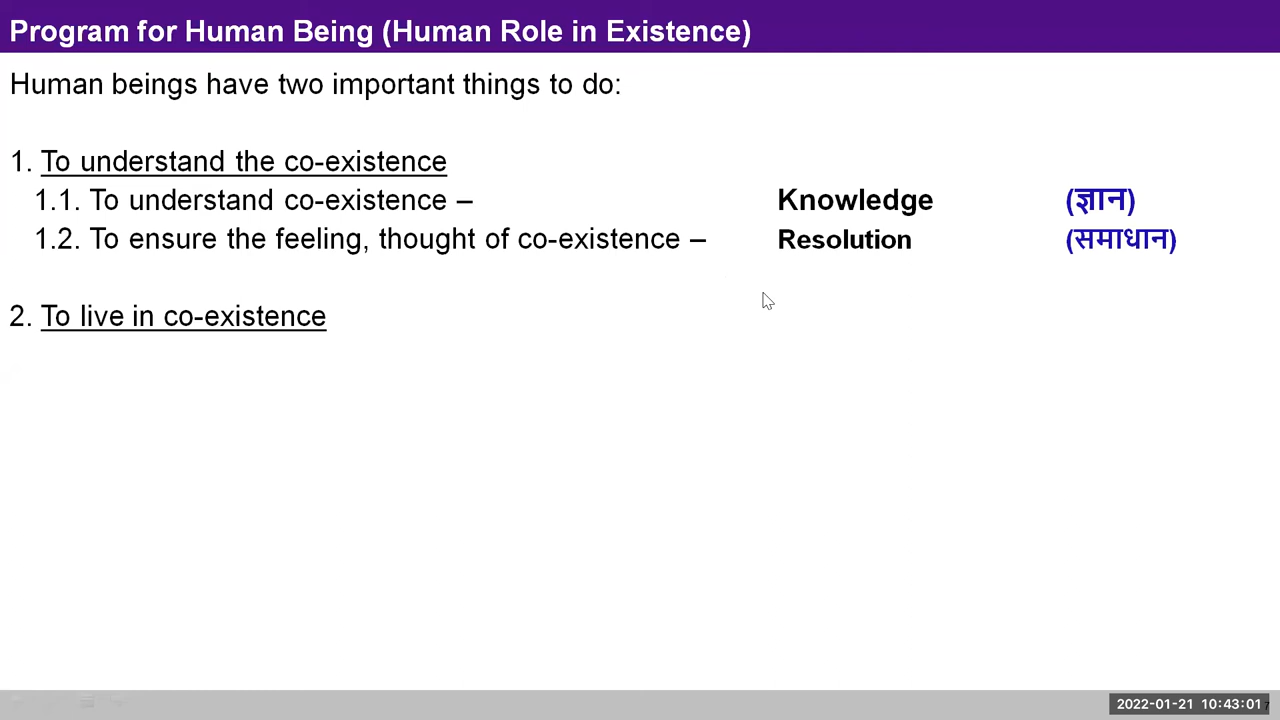 Program for Human Being (Human Role in Existence)
Human beings have two important things to do:
1. To understand the co-existence
1.1. To understand co-existence – Knowledge (ज्ञान)
1.2. To ensure the feeling, thought of co-existence – Resolution (समाधान)
2. To live in co-existence
2022-01-21 10:43:01
7